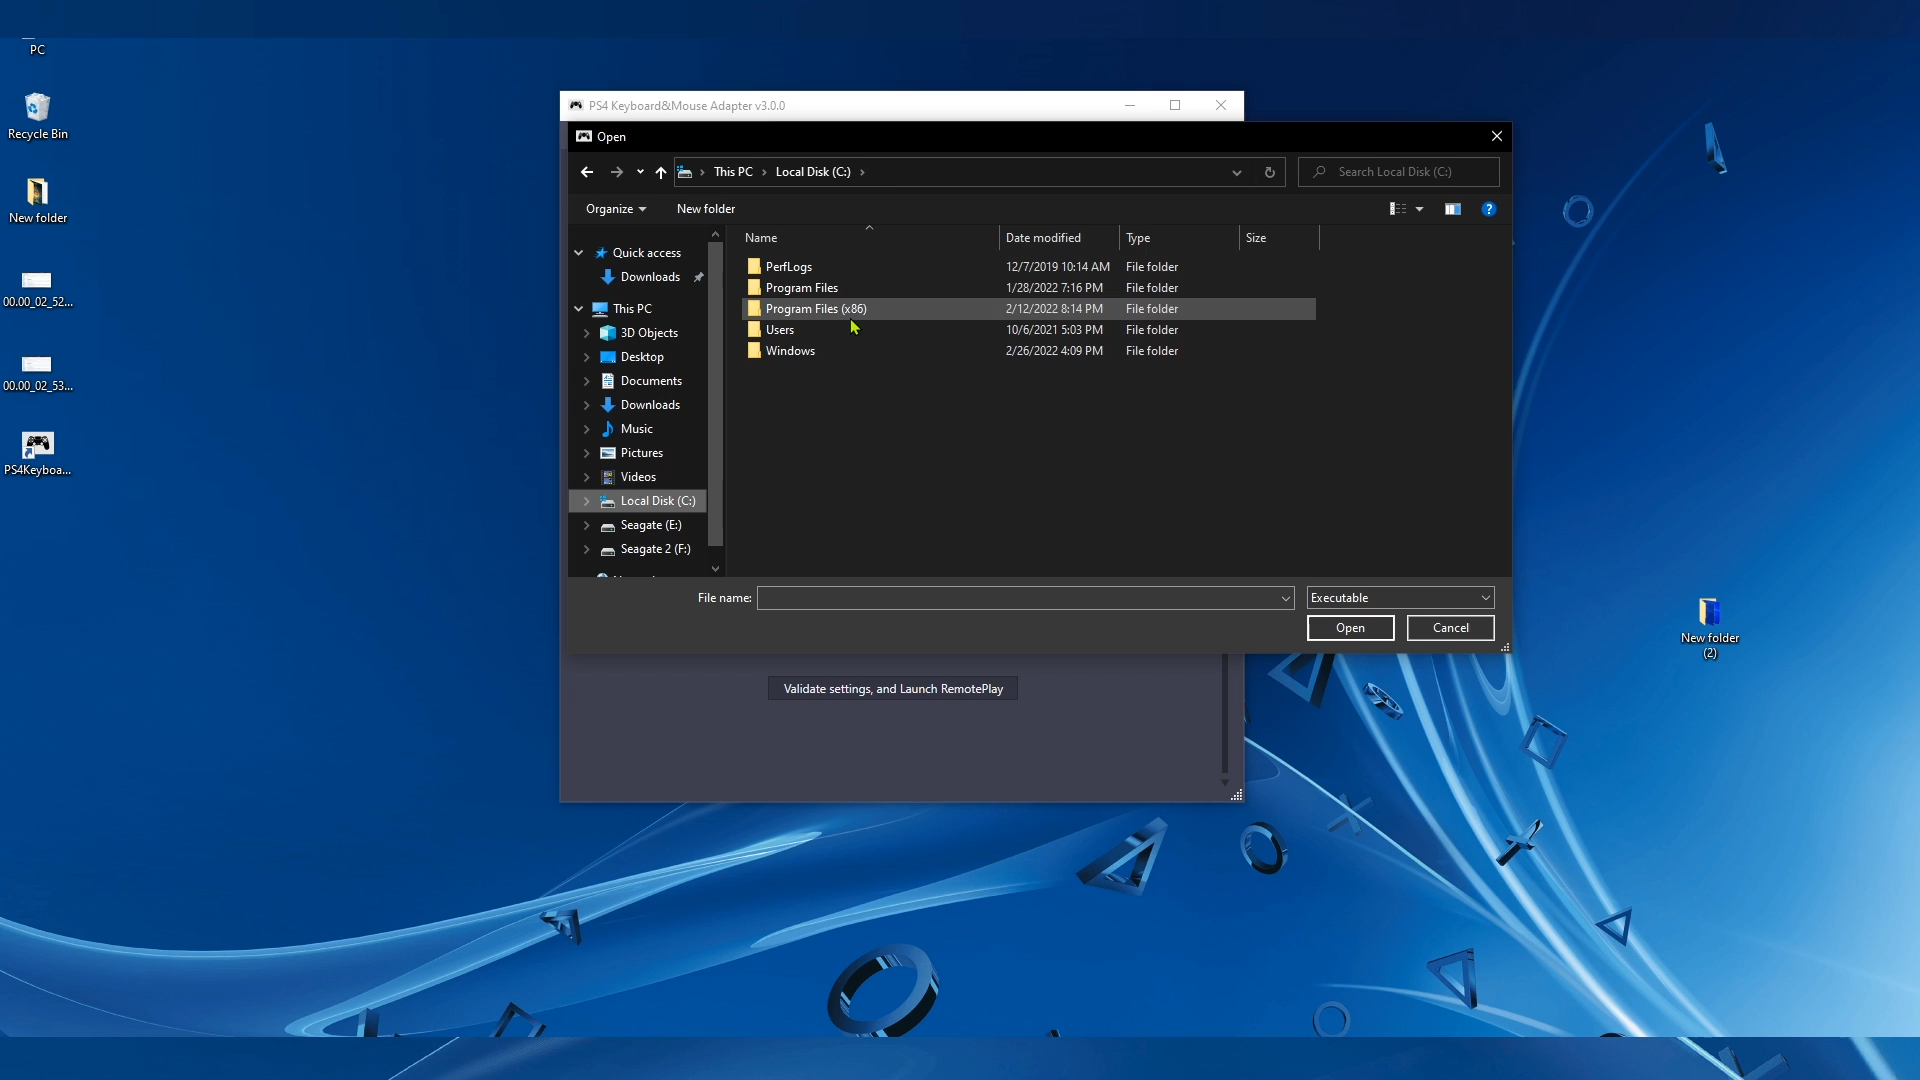 PC
Recycle Bin
New folder
00.00_02_52...
00.00_02_53...
PS4Keyboa...
PS4 Keyboard&Mouse Adapter v3.0.0
Open
This PC
Local Disk (C:)
Search Local Disk (C:)
Organize
New folder
Name
Date modified
Type
Size
Quick access
Downloads
This PC
3D Objects
Desktop
Documents
Downloads
Music
Pictures
Videos
Local Disk (C:)
Seagate (E:)
Seagate 2 (F:)
PerfLogs 12/7/2019 10:14 AM File folder
Program Files 1/28/2022 7:16 PM File folder
Program Files (x86) 2/12/2022 8:14 PM File folder
Users 10/6/2021 5:03 PM File folder
Windows 2/26/2022 4:09 PM File folder
File name:
Executable
Open
Cancel
Validate settings, and Launch RemotePlay
New folder
(2)